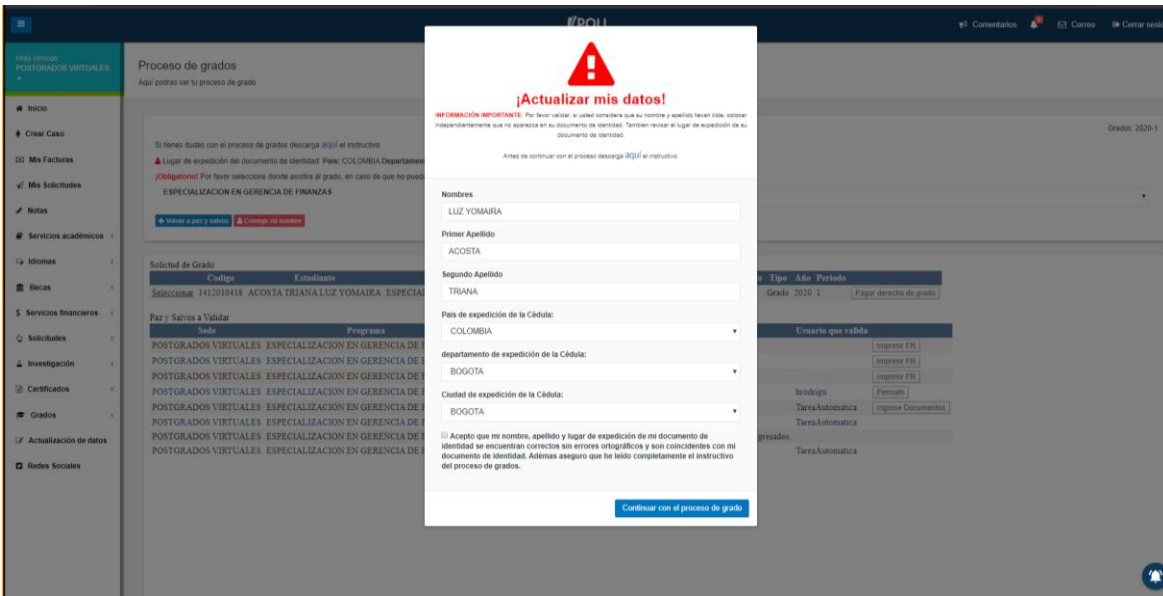 POLI
Comentarios
Correo
Cerrar sesió
POSTGRADOS VIRTUALES
Proceso de grados
Aquí podras ver tu proceso de grado
Inicio
Crear Caso
Mis Facturas
Mis Solicitudes
Notas
Servicios académicos
Idiomas
Becas
Servicios financieros
Solicitudes
Investigación
Certificados
Grados
Actualización de datos
Redes Sociales
Grados: 2020-1
Si tienes dudas con el proceso de grados descarga aquí el instructivo.
Lugar de expedición del documento de identidad: País: COLOMBIA Departamen
¡Obligatorio! Por favor seleccione donde asistira al grado, en caso de que no pued
ESPECIALIZACION EN GERENCIA DE FINANZAS
Volver a paz y salvos
Corregir mi nombre
Solicitud de Grado
Codigo Estudiante Tipo Año Periodo
Seleccionar 1412010418 ACOSTA TRIANA LUZ YOMAIRA ESPECIAL Grado 2020 1 Pagar derecho de grado
Paz y Salvos a Validar
Sede Programa Usuario que valida
POSTGRADOS VIRTUALES ESPECIALIZACION EN GERENCIA DE F Imprimir FR
POSTGRADOS VIRTUALES ESPECIALIZACION EN GERENCIA DE F Imprimir FR
POSTGRADOS VIRTUALES ESPECIALIZACION EN GERENCIA DE F Imprimir FR
POSTGRADOS VIRTUALES ESPECIALIZACION EN GERENCIA DE F brodrigu Pensum
POSTGRADOS VIRTUALES ESPECIALIZACION EN GERENCIA DE F TareaAutomatica Ingrese Documentos
POSTGRADOS VIRTUALES ESPECIALIZACION EN GERENCIA DE F TareaAutomatica
POSTGRADOS VIRTUALES ESPECIALIZACION EN GERENCIA DE F gresados.
POSTGRADOS VIRTUALES ESPECIALIZACION EN GERENCIA DE F TareaAutomatica
¡Actualizar mis datos!
INFORMACIÓN IMPORTANTE: Por favor validar, si usted considera que su nombre y apellido llevan tilde, colocar
independientemente que no aparezca en su documento de identidad. Tambien revisar el lugar de expedición de su
documento de identidad.
Antes de continuar con el proceso descarga aquí el instructivo.
Nombres
LUZ YOMAIRA
Primer Apellido
ACOSTA
Segundo Apellido
TRIANA
Pais de expedición de la Cédula:
COLOMBIA
departamento de expedición de la Cédula:
BOGOTA
Ciudad de expedición de la Cédula:
BOGOTA
Acepto que mi nombre, apellido y lugar de expedición de mi documento de
identidad se encuentran correctos sin errores ortográficos y son coincidentes con mi
documento de identidad. Adémas aseguro que he leído completamente el instructivo
del proceso de grados.
Continuar con el proceso de grado